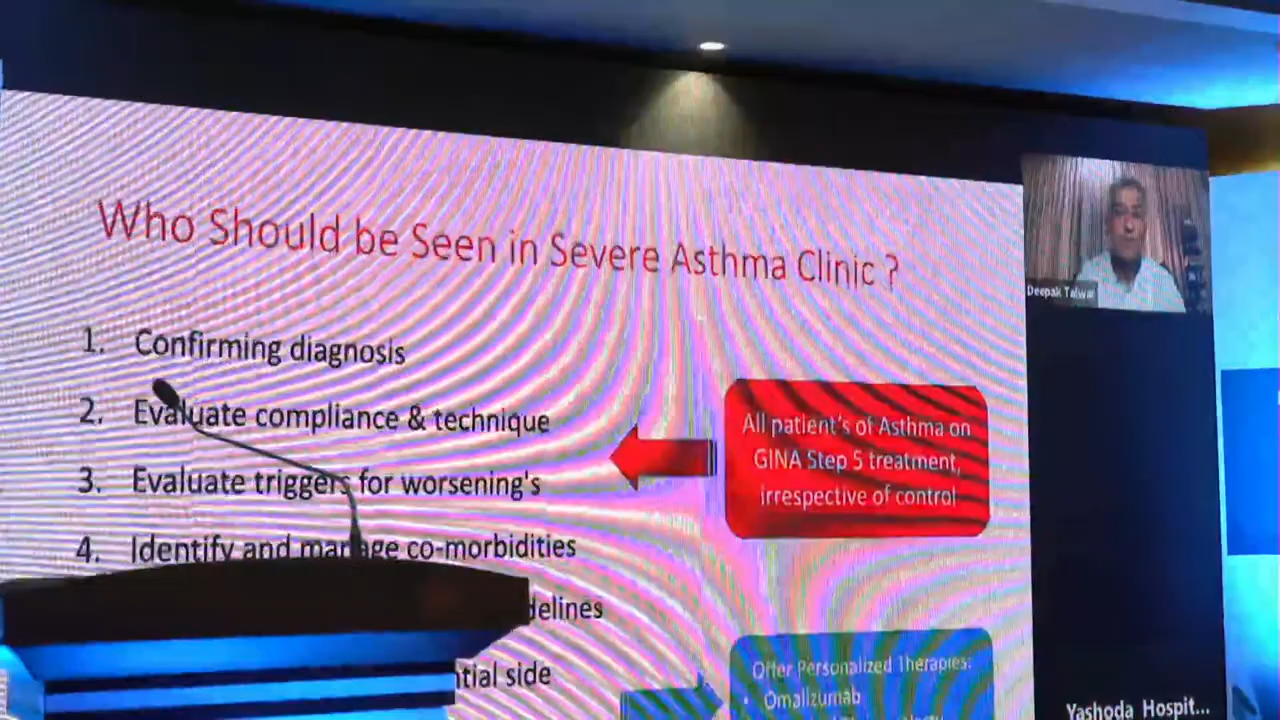 Who Should be Seen in Severe Asthma Clinic ?
1. Confirming diagnosis
2. Evaluate compliance & technique
3. Evaluate triggers for worsening's
4. Identify and manage co-morbidities
delines
ntial side
All patient's of Asthma on
GINA Step 5 treatment,
irrespective of control
Offer Personalized Therapies:
• Omalizumab
Deepak Talwar
Yashoda Hospit...